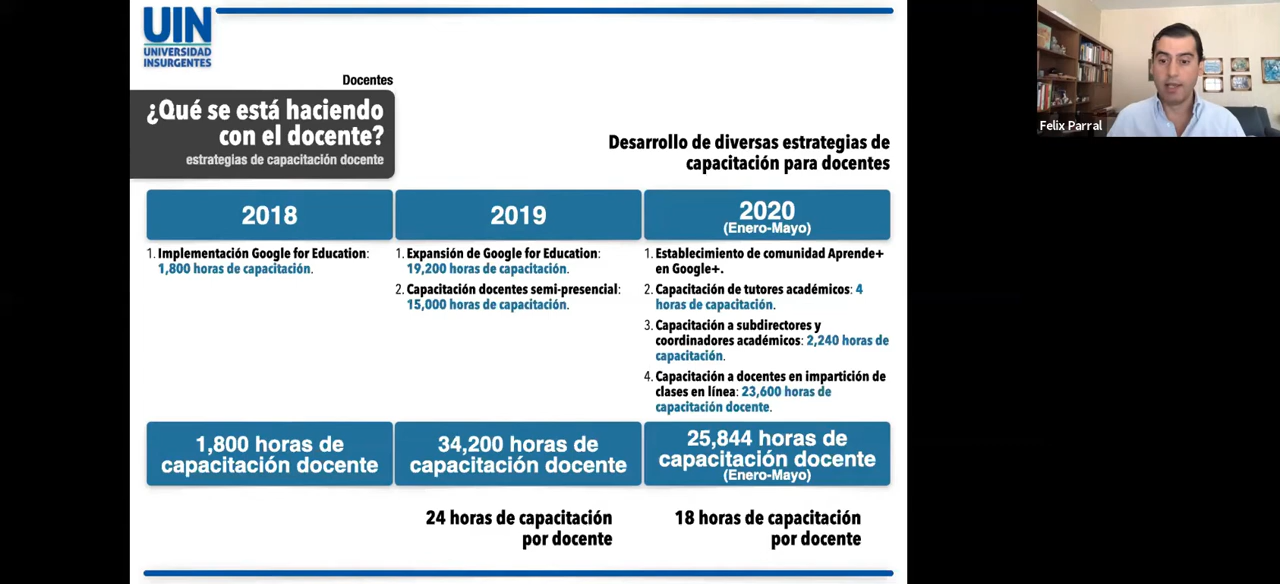 UIN
UNIVERSIDAD
INSURGENTES
Docentes
¿Qué se está haciendo
con el docente?
estrategias de capacitación docente
Desarrollo de diversas estrategias de
capacitación para docentes
2018
1. Implementación Google for Education:
1,800 horas de capacitación.
1,800 horas de
capacitación docente
2019
1. Expansión de Google for Education:
19,200 horas de capacitación.
2. Capacitación docentes semi-presencial:
15,000 horas de capacitación.
34,200 horas de
capacitación docente
24 horas de capacitación
por docente
2020
(Enero-Mayo)
1. Establecimiento de comunidad Aprende+
en Google+.
2. Capacitación de tutores académicos: 4
horas de capacitación.
3. Capacitación a subdirectores y
coordinadores académicos: 2,240 horas de
capacitación.
4. Capacitación a docentes en impartición de
clases en línea: 23,600 horas de
capacitación docente.
25,844 horas de
capacitación docente
(Enero-Mayo)
18 horas de capacitación
por docente
Felix Parral